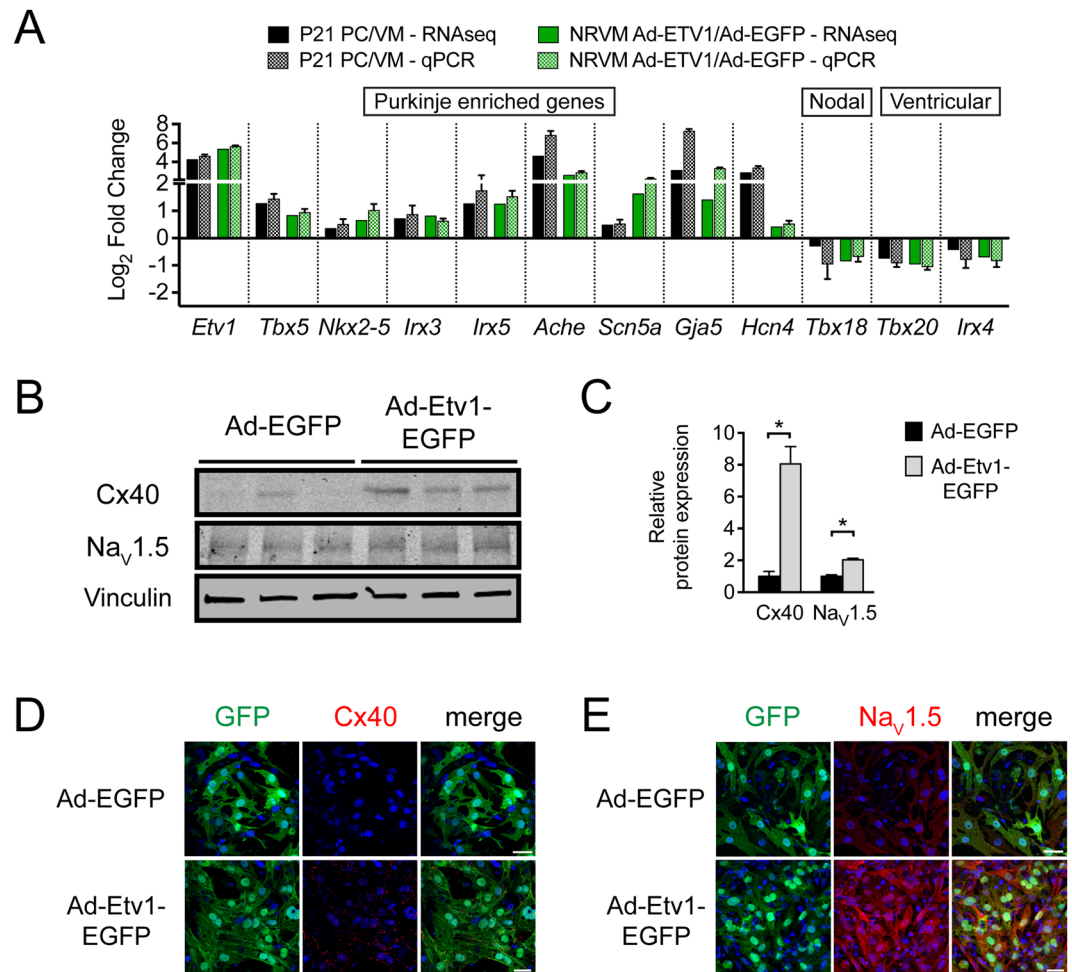 A
P21 PC/VM - RNAseq
NRVM Ad-ETV1/Ad-EGFP - RNAseq
P21 PC/VM - qPCR
NRVM Ad-ETV1/Ad-EGFP - qPCR
Purkinje enriched genes
Nodal
Ventricular
Log2 Fold Change
8
6
4
2
1
0
-1
-2
Etv1 Tbx5 Nkx2-5 Irx3 Irx5 Ache Scn5a Gja5 Hcn4 Tbx18 Tbx20 Irx4
B
Ad-EGFP
Ad-Etv1-
EGFP
Cx40
NaV1.5
Vinculin
C
Ad-EGFP
Ad-Etv1-
EGFP
Relative
protein expression
10
8
6
4
2
0
*
*
Cx40 NaV1.5
D
GFP Cx40 merge
Ad-EGFP
Ad-Etv1-
EGFP
E
GFP NaV1.5 merge
Ad-EGFP
Ad-Etv1-
EGFP